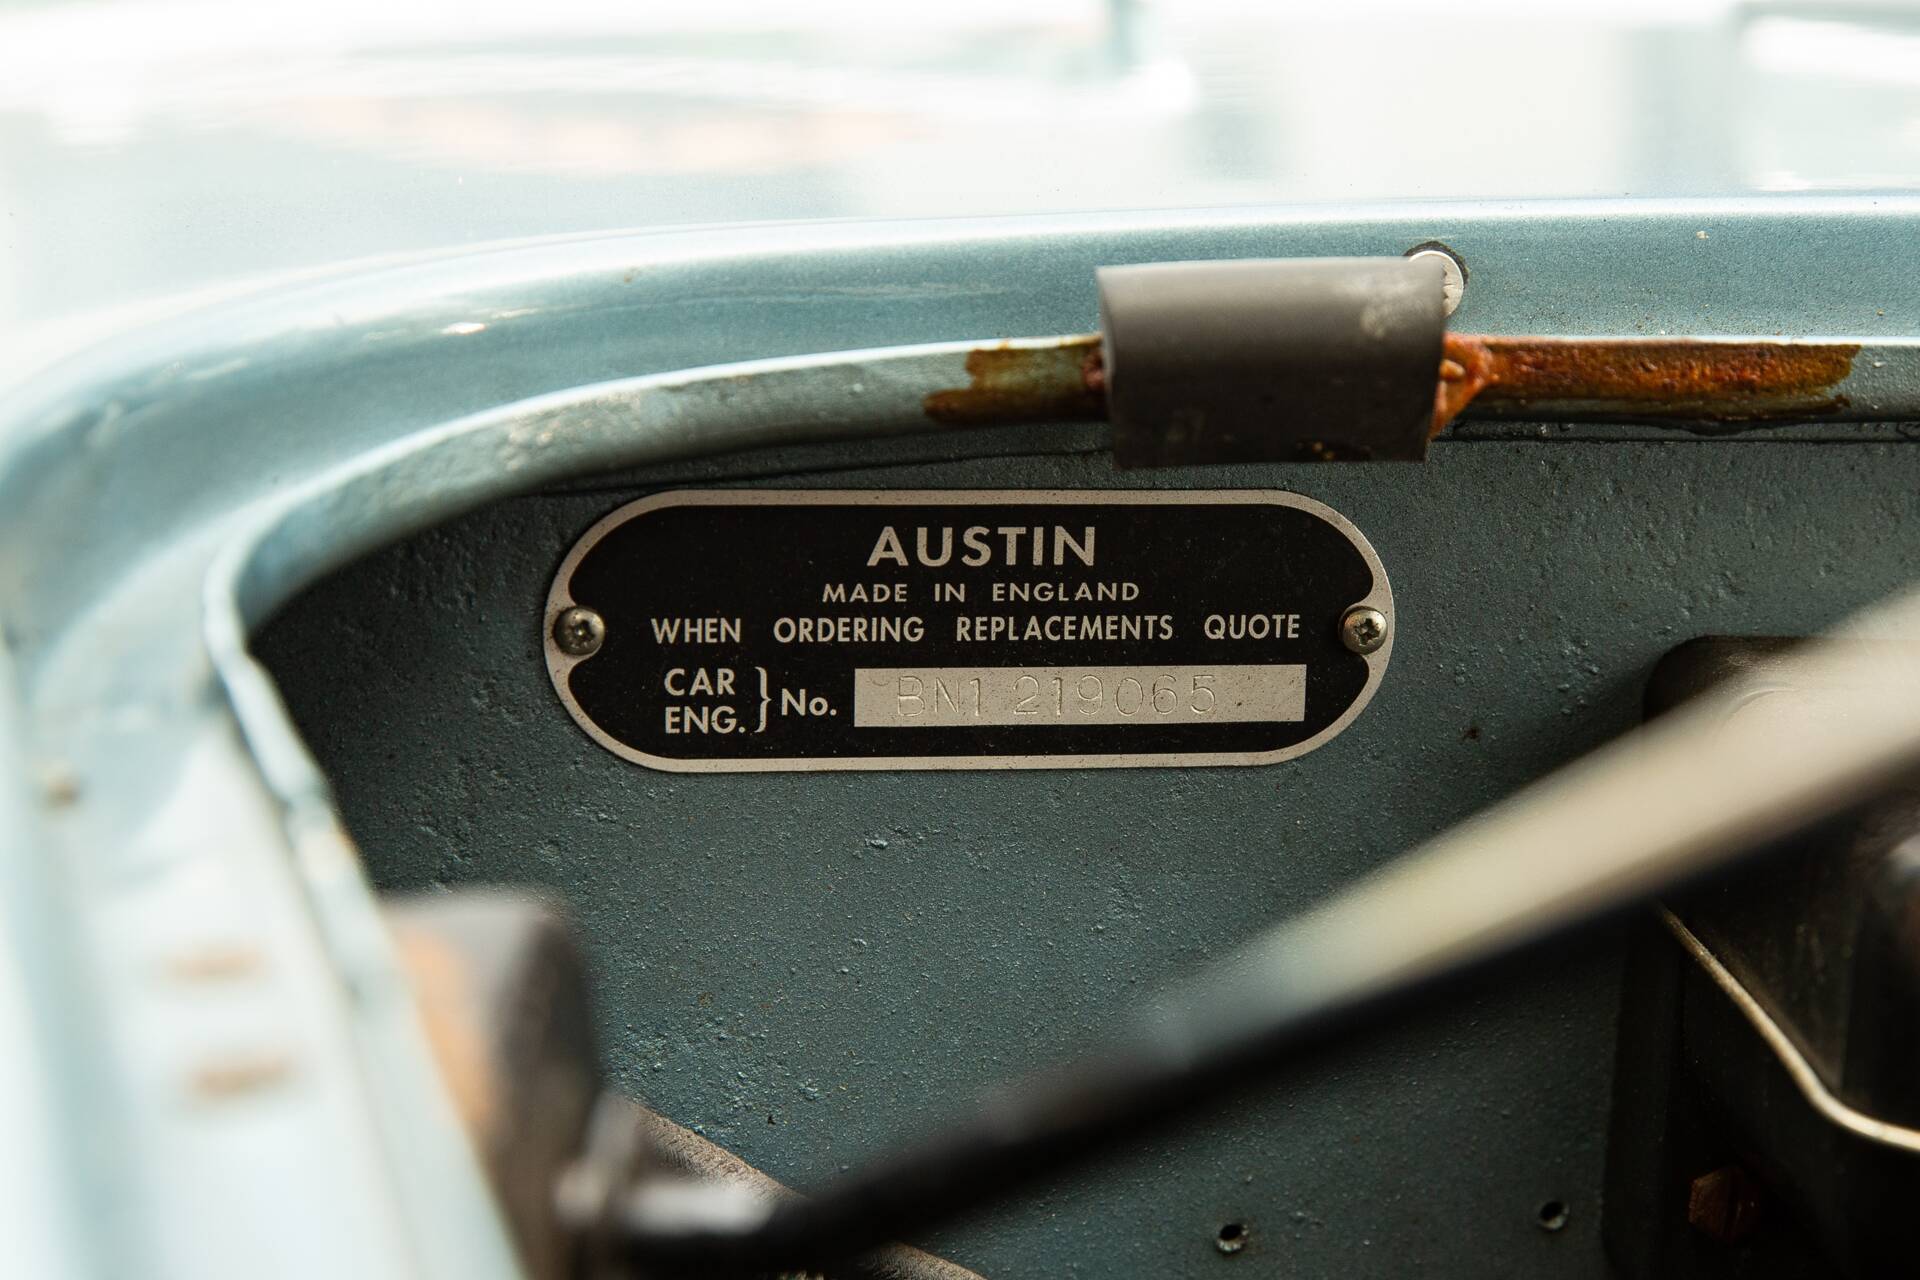 AUSTIN
MADE IN ENGLAND
WHEN ORDERING REPLACEMENTS QUOTE
CAR
ENG. } No. BN1 219065